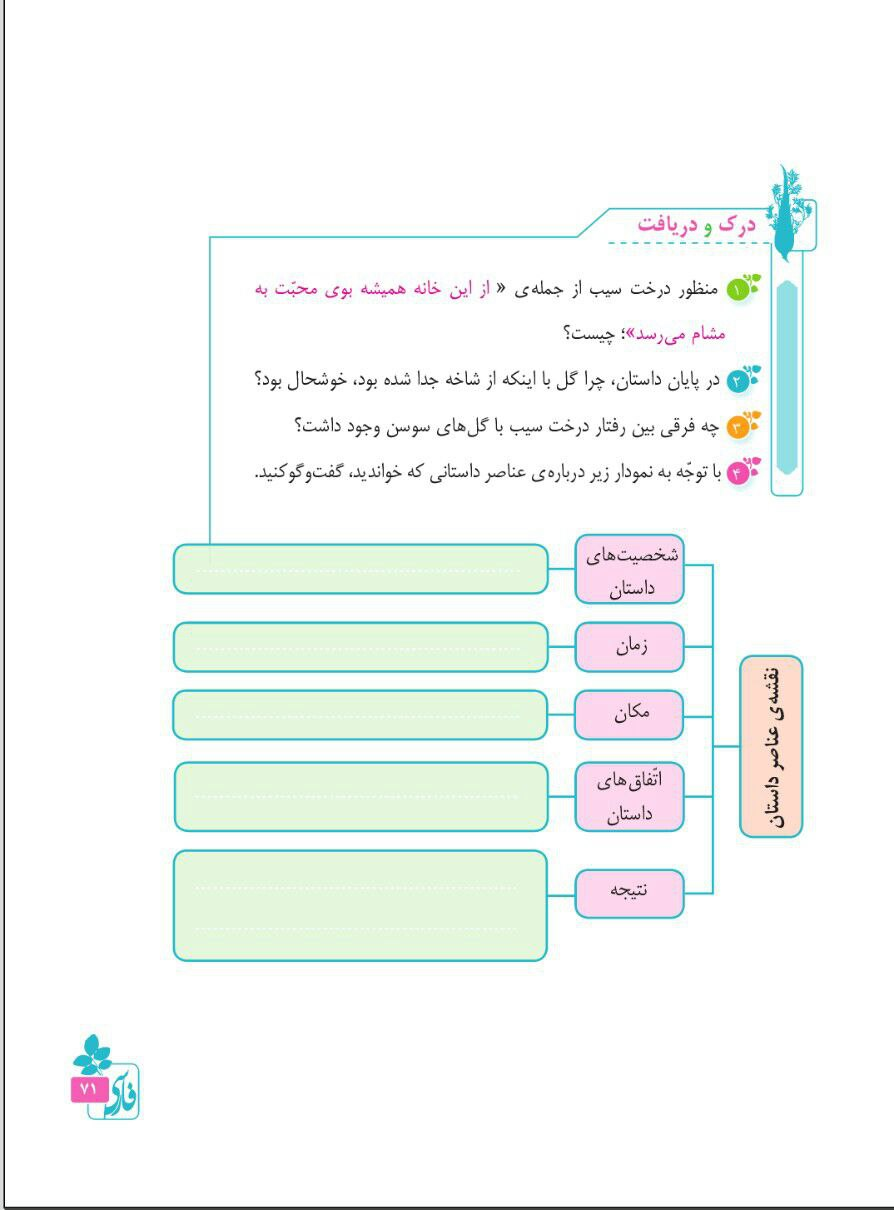 درک و دریافت
۱ منظور درخت سیب از جمله‌ی « از این خانه همیشه بوی محبّت به
مشام می‌رسد»؛ چیست؟
۲ در پایان داستان، چرا گل با اینکه از شاخه جدا شده بود، خوشحال بود؟
۳ چه فرقی بین رفتار درخت سیب با گل‌های سوسن وجود داشت؟
۴ با توجّه به نمودار زیر درباره‌ی عناصر داستانی که خواندید، گفت‌وگو کنید.
نقشه‌ی عناصر داستان
شخصیت‌های
داستان
زمان
مکان
اتّفاق‌های
داستان
نتیجه
فارسی
۷۱